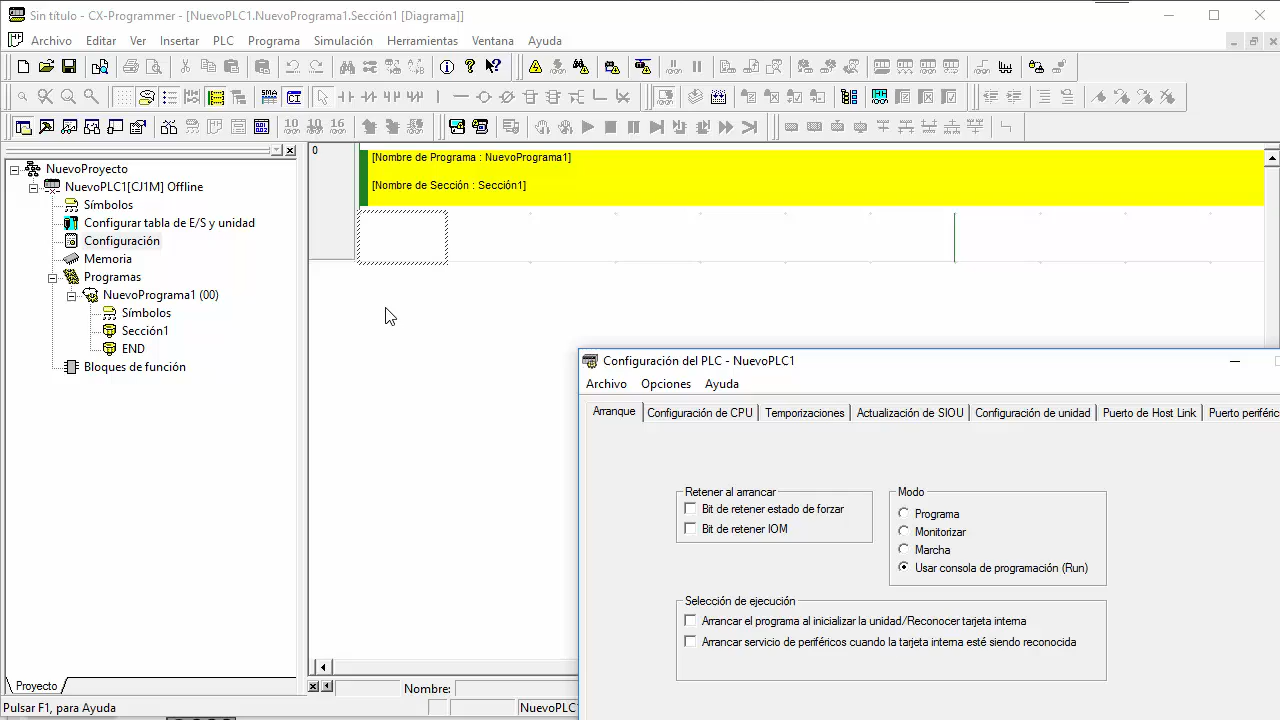 Sin título - CX-Programmer - [NuevoPLC1.NuevoPrograma1.Sección1 [Diagrama]]
Archivo Editar Ver Insertar PLC Programa Simulación Herramientas Ventana Ayuda
10 10 16
NuevoProyecto
NuevoPLC1[CJ1M] Offline
Símbolos
Configurar tabla de E/S y unidad
Configuración
Memoria
Programas
NuevoPrograma1 (00)
Símbolos
Sección1
END
Bloques de función
Proyecto
0
[Nombre de Programa : NuevoPrograma1]
[Nombre de Sección : Sección1]
Configuración del PLC - NuevoPLC1
Archivo Opciones Ayuda
Arranque Configuración de CPU Temporizaciones Actualización de SIOU Configuración de unidad Puerto de Host Link Puerto periféric
Retener al arrancar
Bit de retener estado de forzar
Bit de retener IOM
Modo
Programa
Monitorizar
Marcha
Usar consola de programación (Run)
Selección de ejecución
Arrancar el programa al inicializar la unidad/Reconocer tarjeta interna
Arrancar servicio de periféricos cuando la tarjeta interna esté siendo reconocida
Nombre:
Pulsar F1, para Ayuda
NuevoPLC